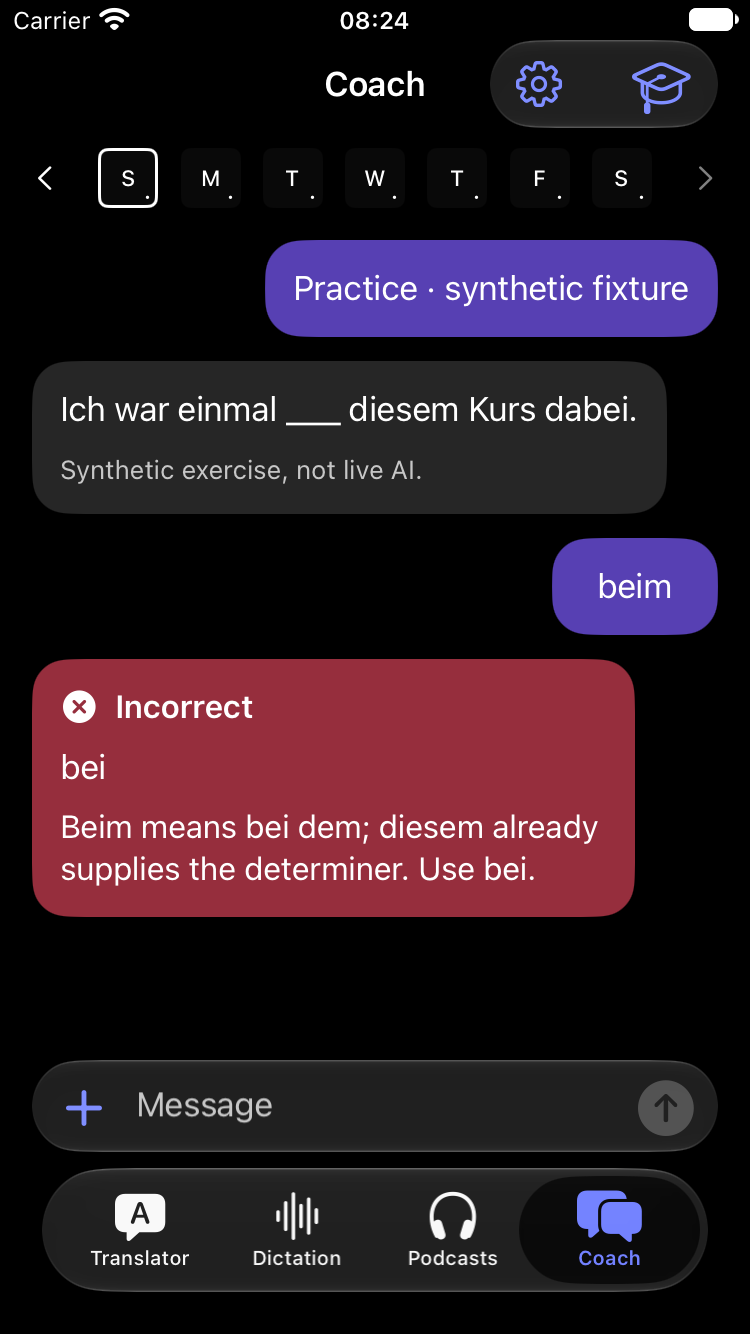 Carrier 08:24
Coach
S M T W T F S
Practice · synthetic fixture
Ich war einmal ___ diesem Kurs dabei.
Synthetic exercise, not live AI.
beim
Incorrect
bei
Beim means bei dem; diesem already
supplies the determiner. Use bei.
Message
A
Translator Dictation Podcasts Coach